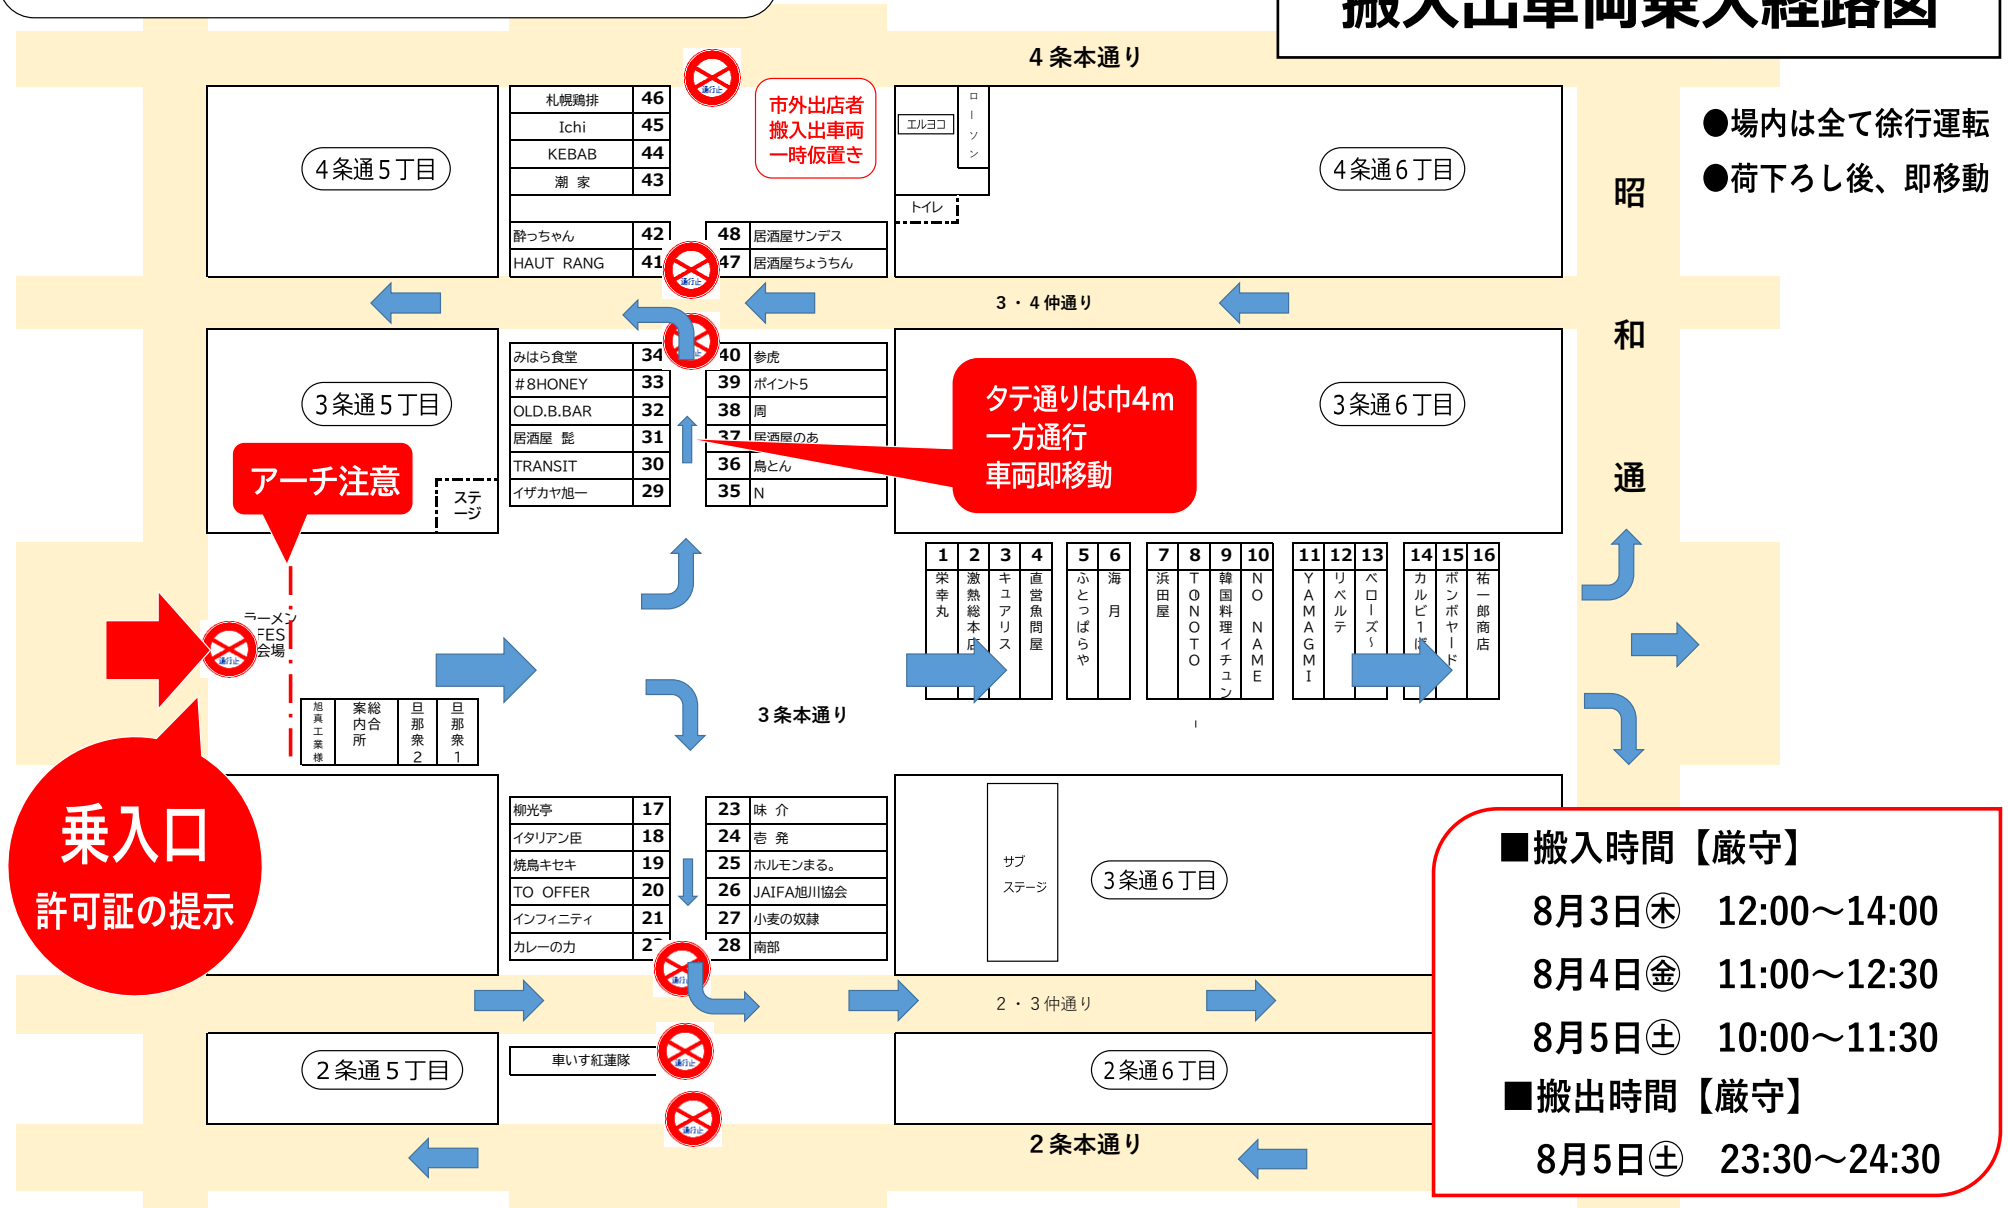 搬入出車両乗入経路図
4条本通り
●場内は全て徐行運転
●荷下ろし後、即移動
市外出店者
搬入出車両
一時仮置き
札幌鶏排 46
Ichi 45
KEBAB 44
潮 家 43
酔っちゃん 42
HAUT RANG 41
48 居酒屋サンデス
47 居酒屋ちょうちん
エルヨコ
ローソン
トイレ
4条通5丁目
4条通6丁目
昭和通
3・4仲通り
みはら食堂 34
#8HONEY 33
OLD.B.BAR 32
居酒屋 髭 31
TRANSIT 30
イザカヤ旭一 29
40 参虎
39 ポイント5
38 周
37 居酒屋のあ
36 鳥とん
35 N
3条通5丁目
3条通6丁目
タテ通りは巾4m
一方通行
車両即移動
アーチ注意
ステ
ージ
1 栄幸丸
2 激熱総本店
3 キュアリス
4 直営魚問屋
5 ふとっぱらや
6 海 月
7 浜田屋
8 TONOTO
9 韓国料理イチュン
10 NO NAME
11 YAMAGMI
12 リベルテ
13 ベローズ〜
14 カルビ1
15 ボンボヤード
16 祐一郎商店
ラーメン
FES
会場
通行止
旭真工業様
総合
案内所
旦那衆2
旦那衆1
3条本通り
乗入口
許可証の提示
柳光亭 17
イタリアン臣 18
焼鳥キセキ 19
TO OFFER 20
インフィニティ 21
カレーの力 2
23 味 介
24 壱 発
25 ホルモンまる。
26 JAIFA旭川協会
27 小麦の奴隷
28 南部
サブ
ステージ
3条通6丁目
2・3仲通り
2条通5丁目
車いす紅蓮隊
2条通6丁目
2条本通り
■搬入時間【厳守】
8月3日㊍ 12:00〜14:00
8月4日㊎ 11:00〜12:30
8月5日㊏ 10:00〜11:30
■搬出時間【厳守】
8月5日㊏ 23:30〜24:30